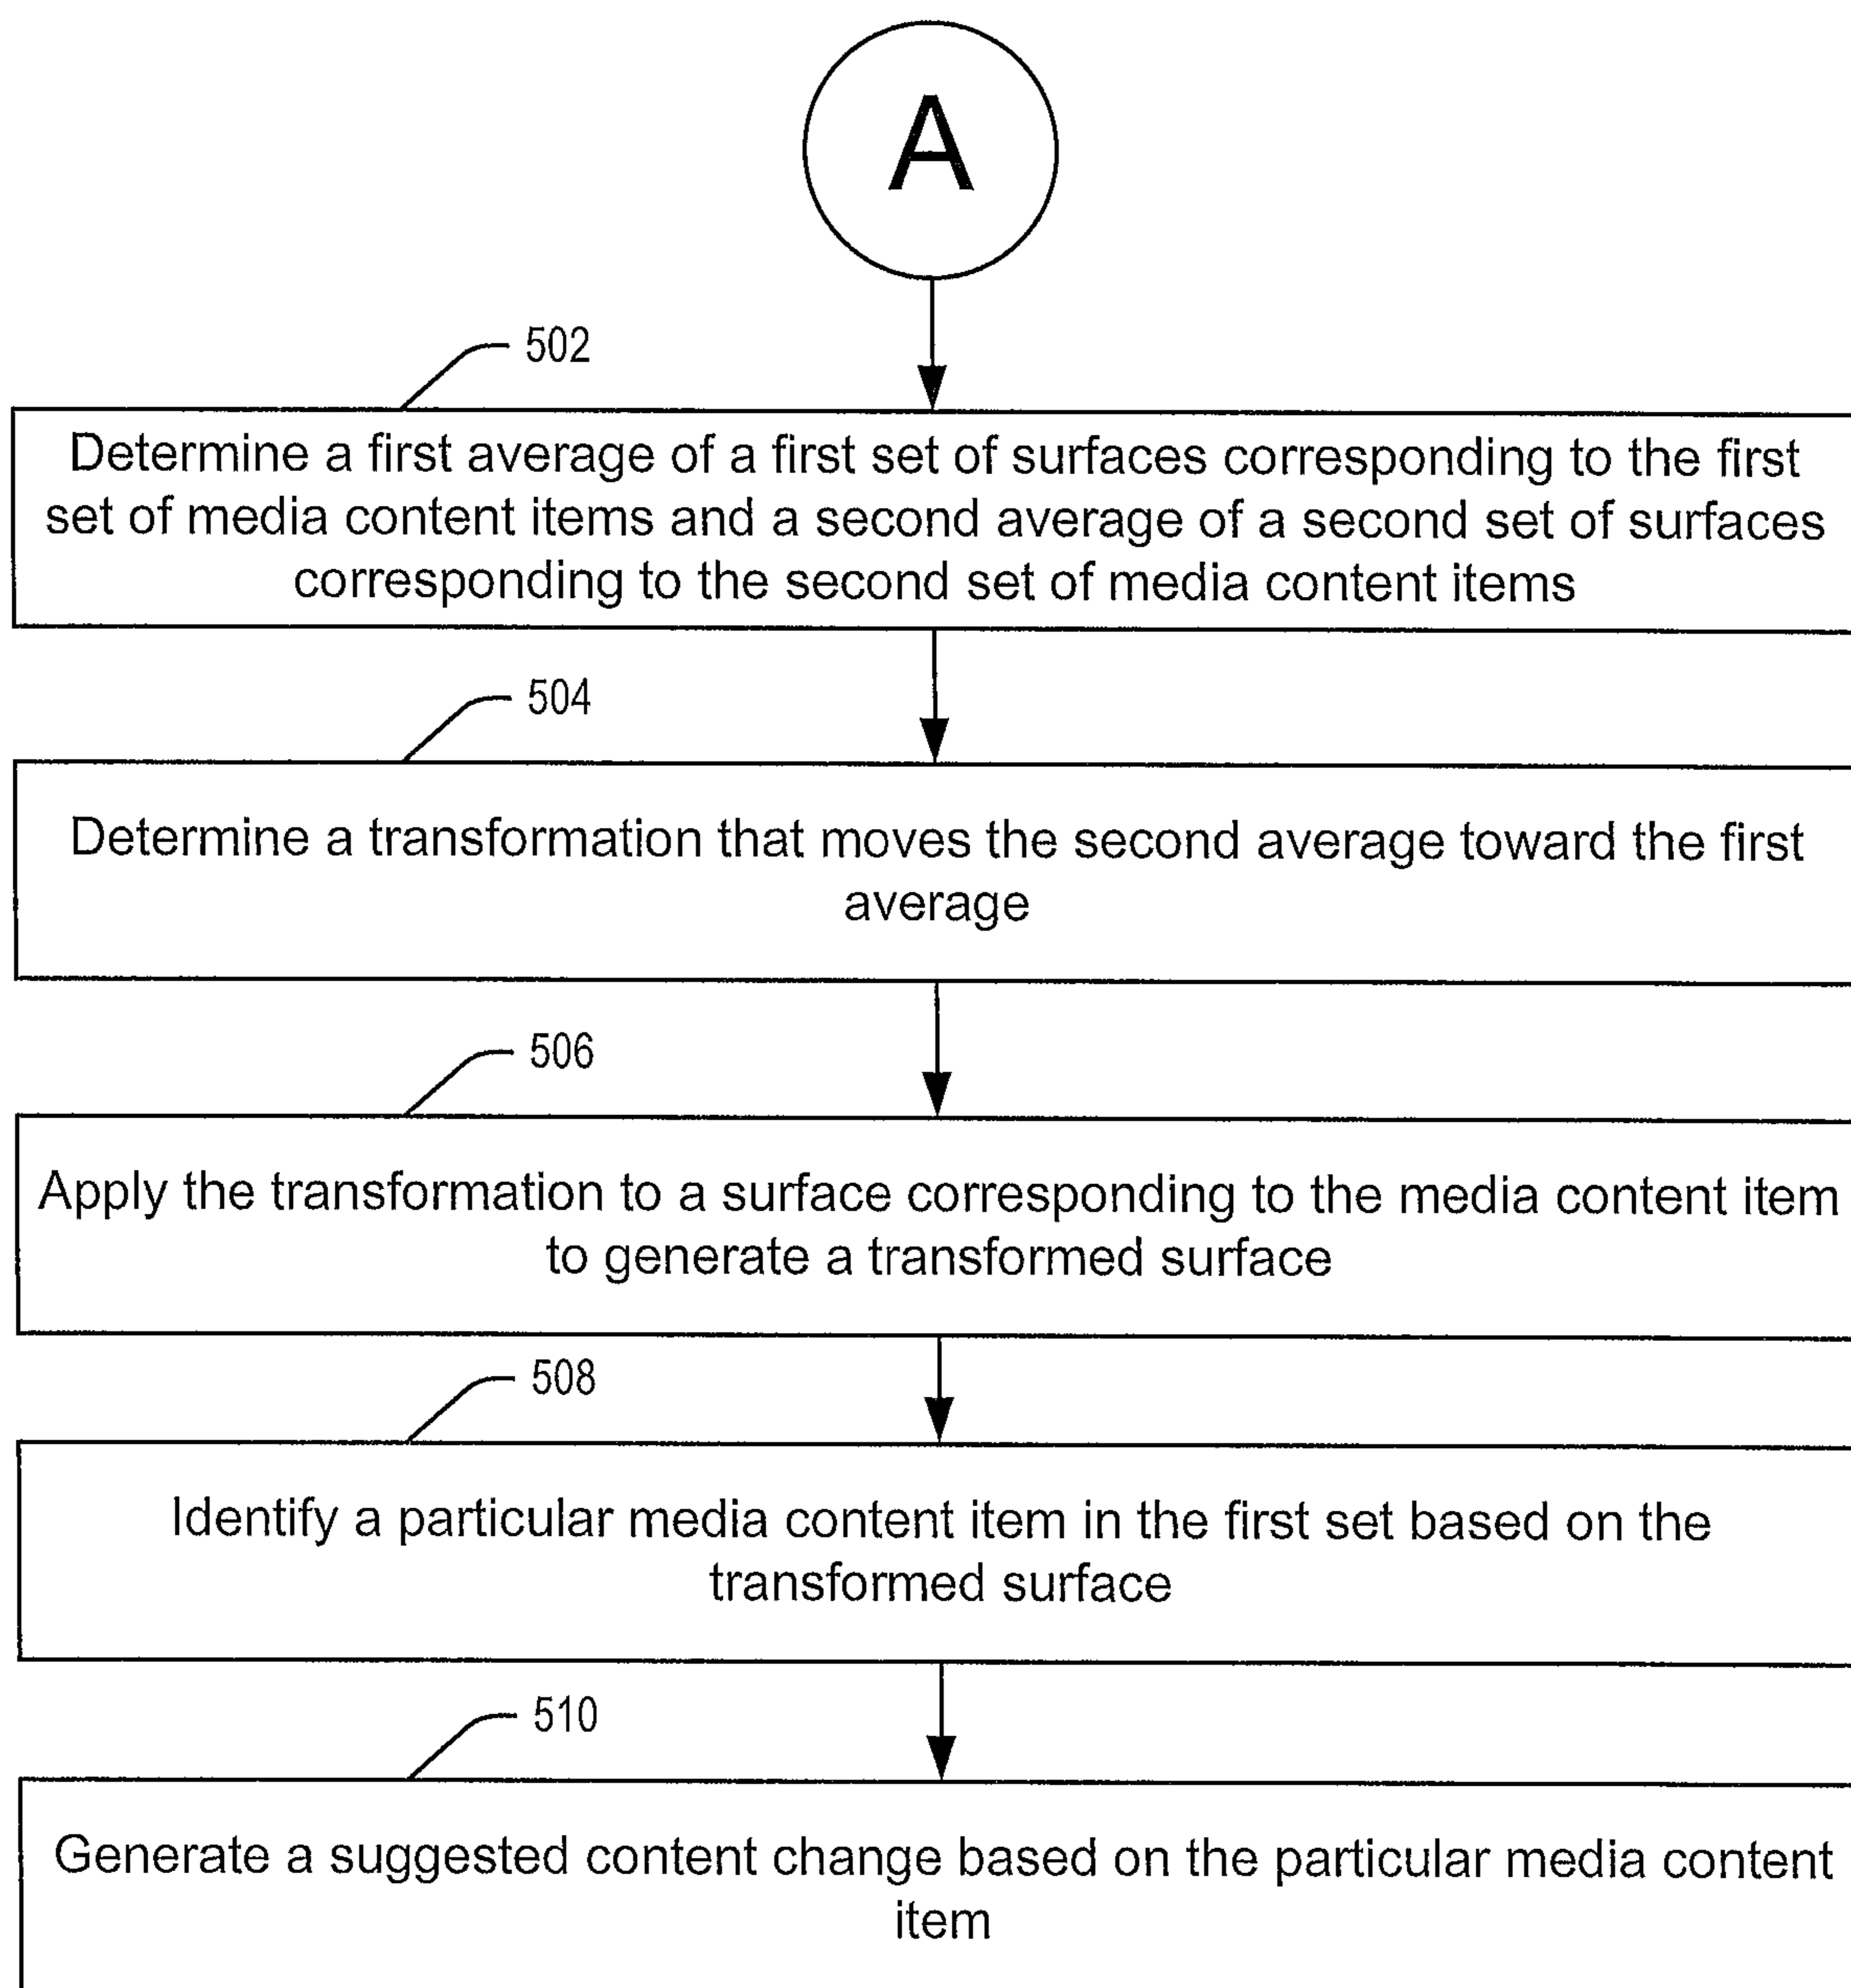 A
502
Determine a first average of a first set of surfaces corresponding to the first
set of media content items and a second average of a second set of surfaces
corresponding to the second set of media content items
504
Determine a transformation that moves the second average toward the first
average
506
Apply the transformation to a surface corresponding to the media content item
to generate a transformed surface
508
Identify a particular media content item in the first set based on the
transformed surface
510
Generate a suggested content change based on the particular media content
item